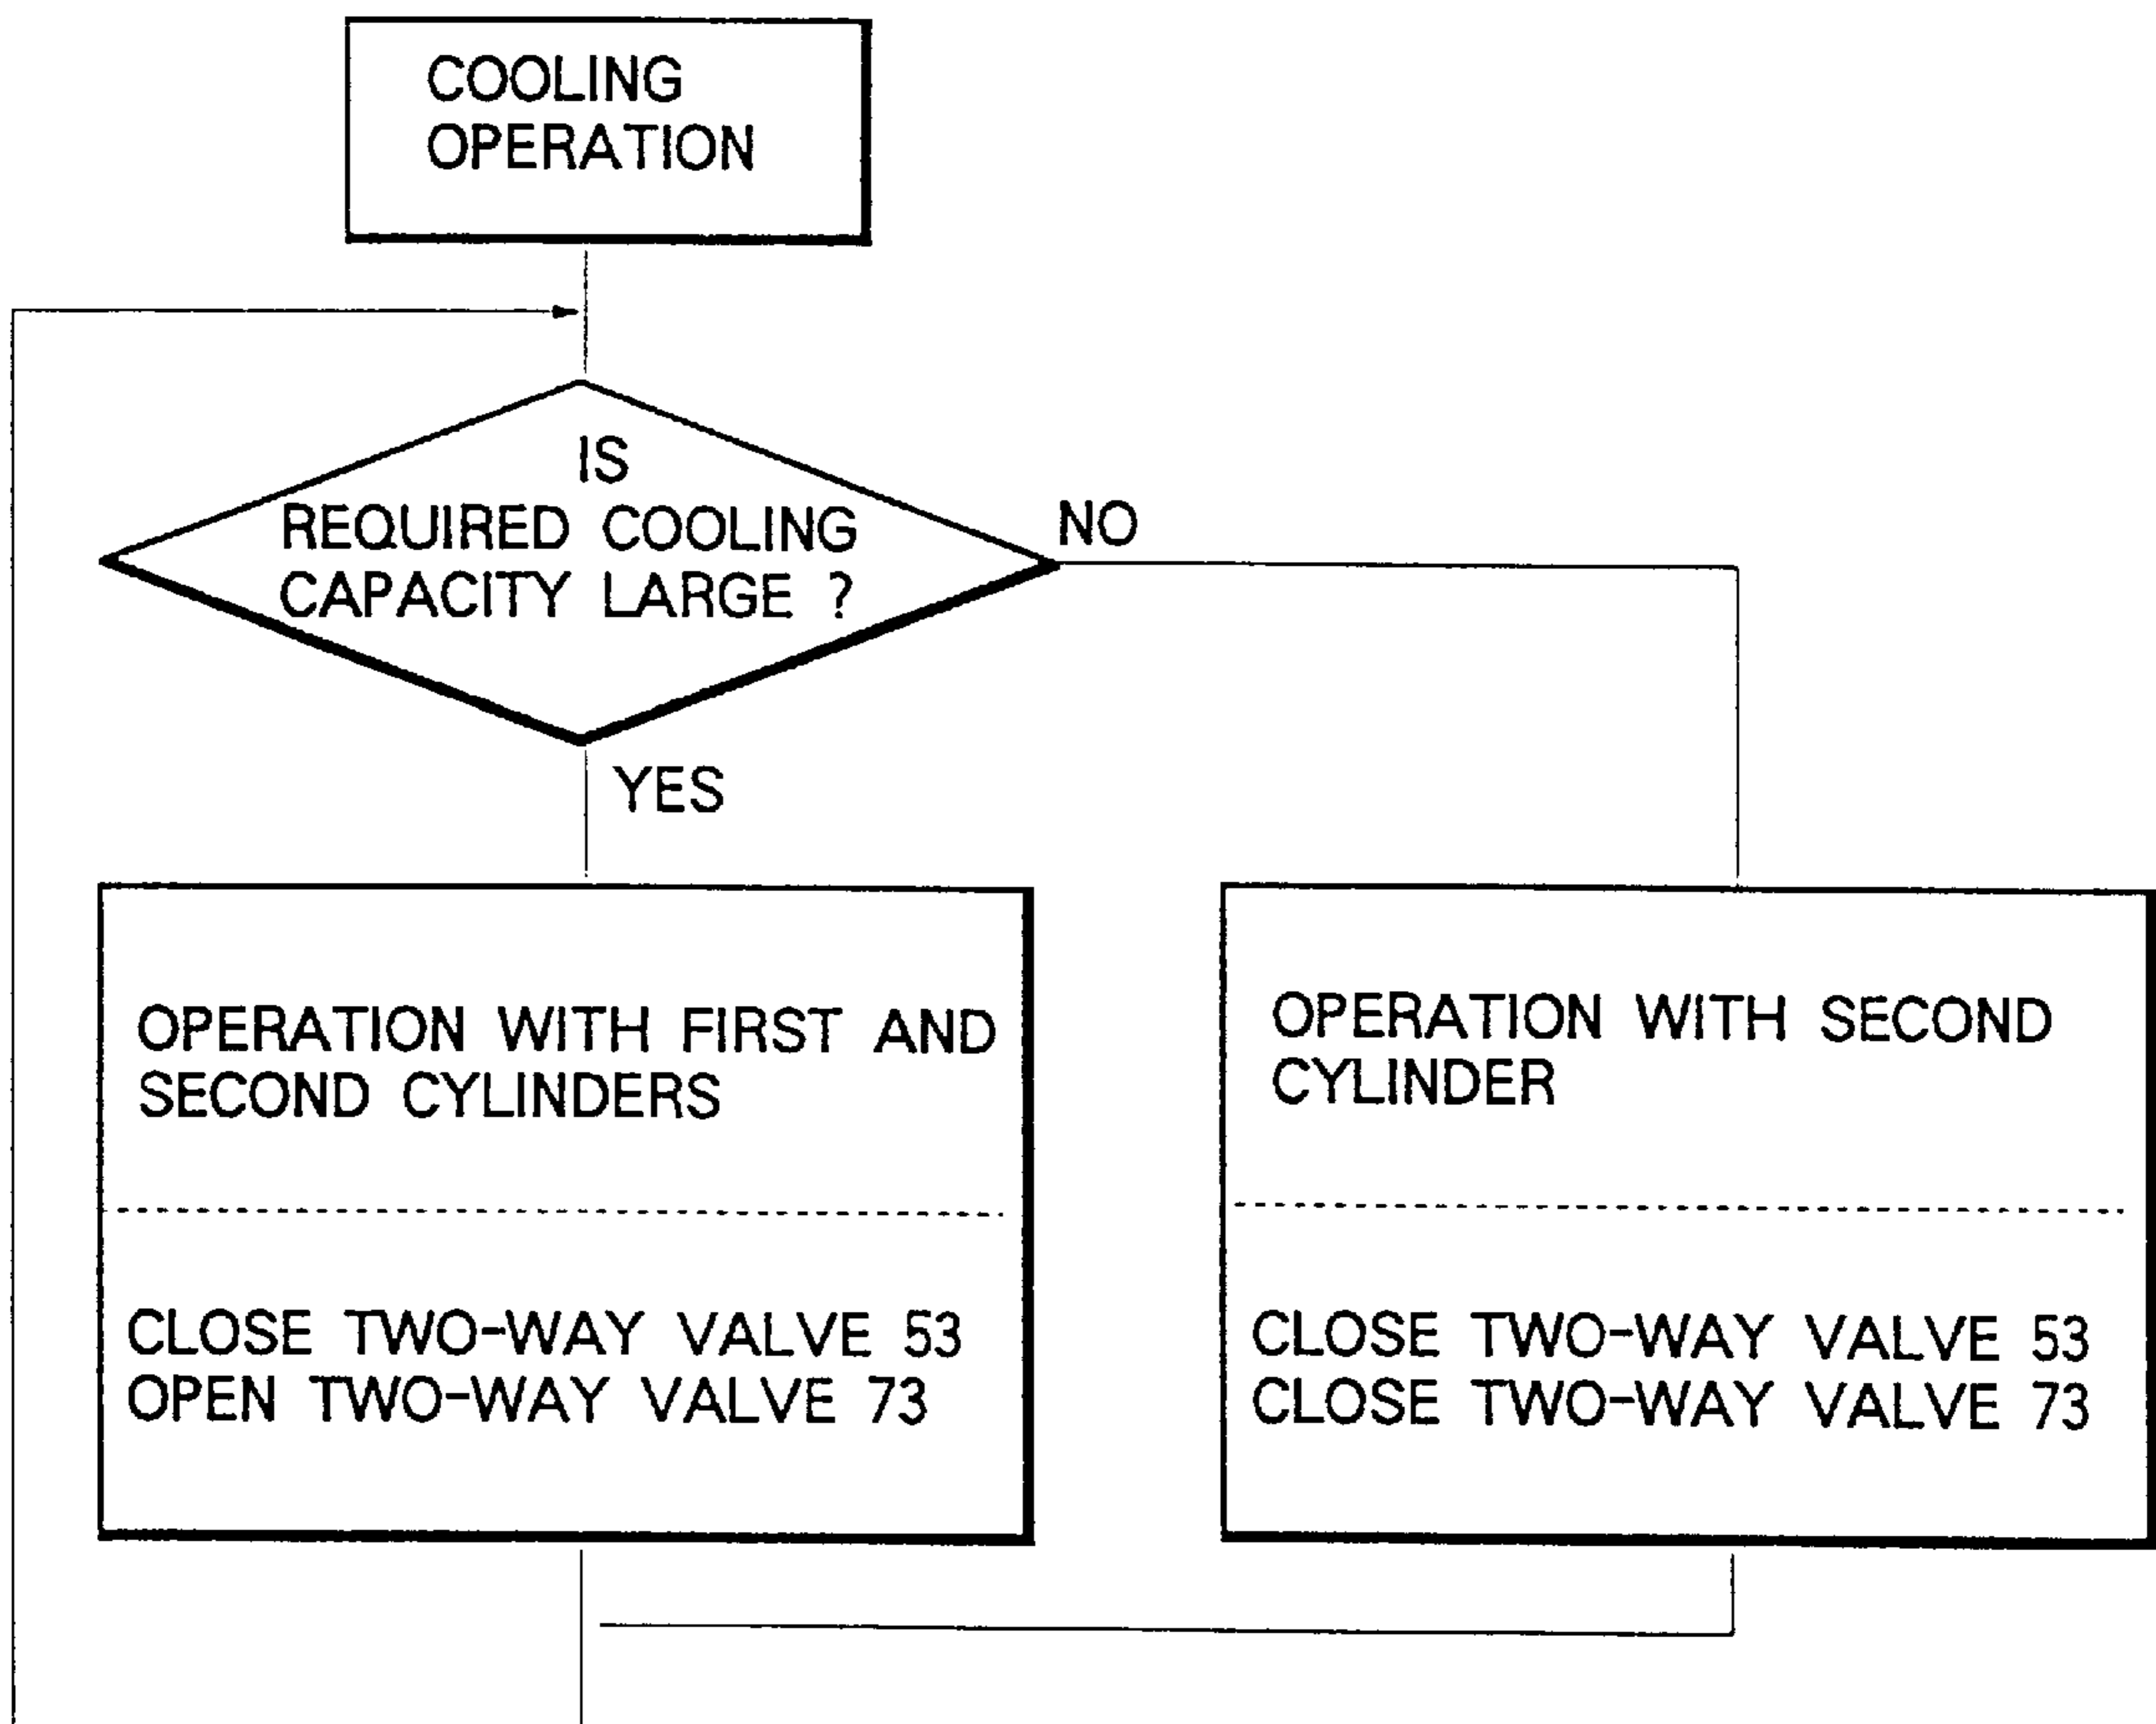 COOLING
OPERATION
IS
REQUIRED COOLING
CAPACITY LARGE ?
NO
YES
OPERATION WITH FIRST AND
SECOND CYLINDERS
CLOSE TWO-WAY VALVE 53
OPEN TWO-WAY VALVE 73
OPERATION WITH SECOND
CYLINDER
CLOSE TWO-WAY VALVE 53
CLOSE TWO-WAY VALVE 73